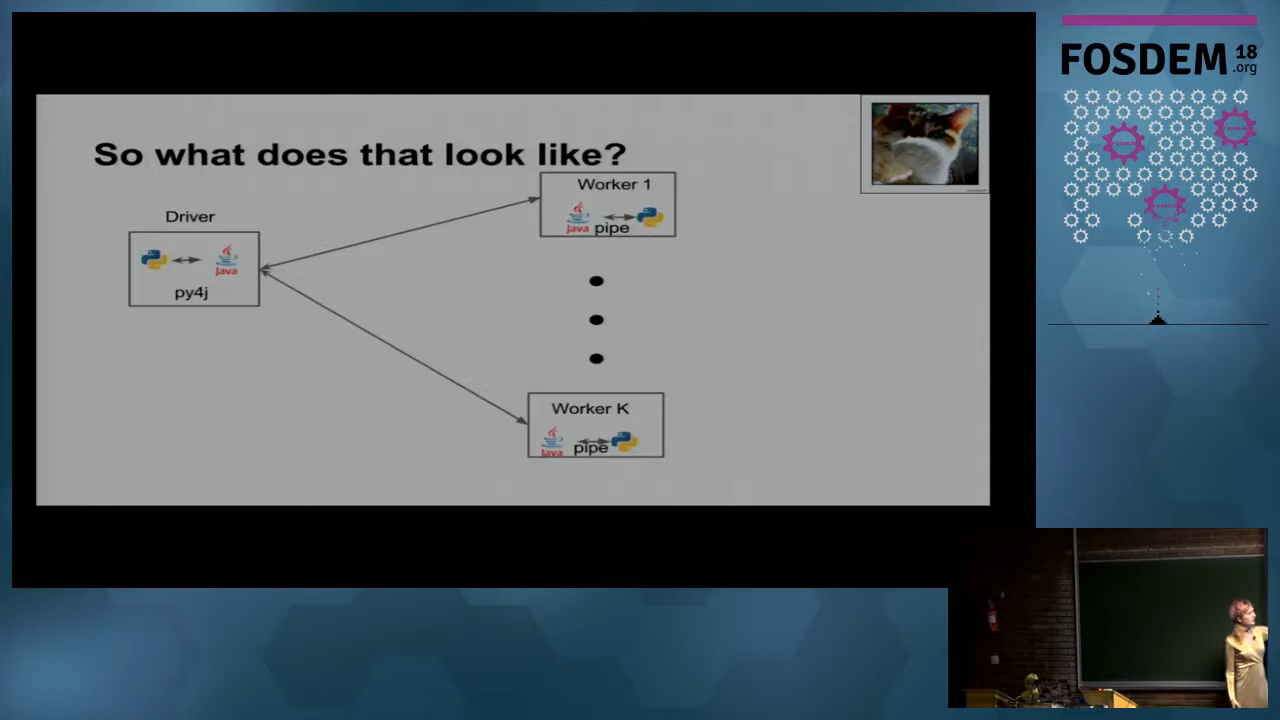 So what does that look like?
Driver
Java
py4j
Worker 1
Java
pipe
Worker K
Java
pipe
FOSDEM 18
.org